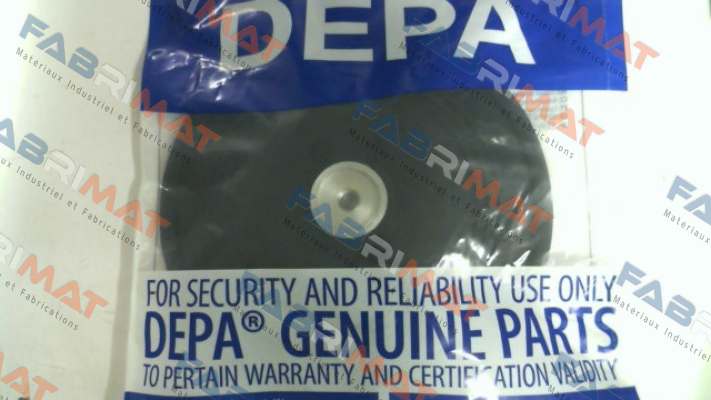 DEPA
FOR SECURITY AND RELIABILITY USE ONLY
DEPA® GENUINE PARTS
TO PERTAIN WARRANTY AND CERTIFICATION VALIDITY
FABRIMAT
Matériaux Industriel et Fabrications